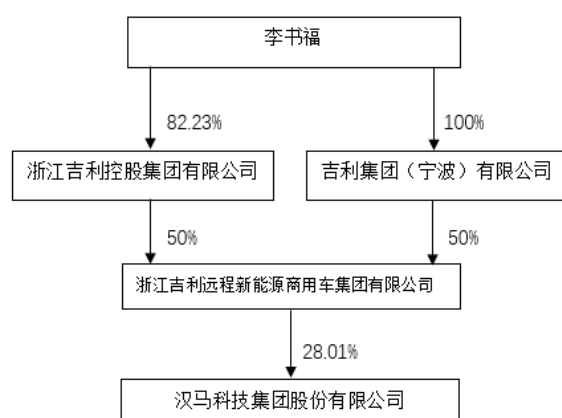 李书福
82.23%
100%
浙江吉利控股集团有限公司
吉利集团（宁波）有限公司
50%
50%
浙江吉利远程新能源商用车集团有限公司
28.01%
汉马科技集团股份有限公司